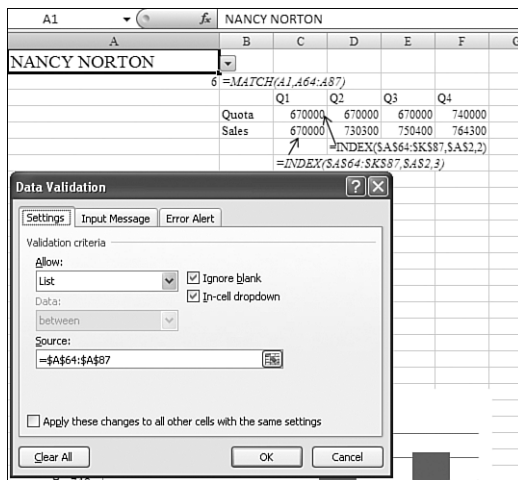 A1 fx NANCY NORTON
A B C D E F
NANCY NORTON
6 =MATCH(A1,A64:A87)
Q1 Q2 Q3 Q4
Quota 670000 670000 670000 740000
Sales 670000 730300 750400 764300
=INDEX($A$64:$K$87,$A$2,2)
=INDEX($A$64:$K$87,$A$2,3)
Data Validation
Settings Input Message Error Alert
Validation criteria
Allow:
List Ignore blank
Data: In-cell dropdown
between
Source:
=$A$64:$A$87
Apply these changes to all other cells with the same settings
Clear All OK Cancel